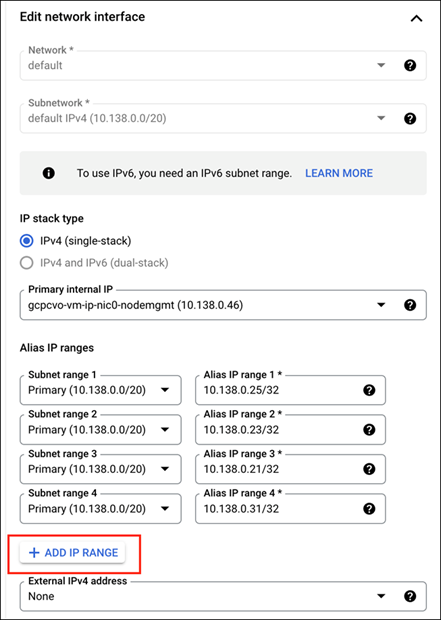 Edit network interface
Network *
default
Subnetwork *
default IPv4 (10.138.0.0/20)
To use IPv6, you need an IPv6 subnet range. LEARN MORE
IP stack type
IPv4 (single-stack)
IPv4 and IPv6 (dual-stack)
Primary internal IP
gcpcvo-vm-ip-nic0-nodemgmt (10.138.0.46)
Alias IP ranges
Subnet range 1 Alias IP range 1 *
Primary (10.138.0.0/20) 10.138.0.25/32
Subnet range 2 Alias IP range 2 *
Primary (10.138.0.0/20) 10.138.0.23/32
Subnet range 3 Alias IP range 3 *
Primary (10.138.0.0/20) 10.138.0.21/32
Subnet range 4 Alias IP range 4 *
Primary (10.138.0.0/20) 10.138.0.31/32
+ ADD IP RANGE
External IPv4 address
None